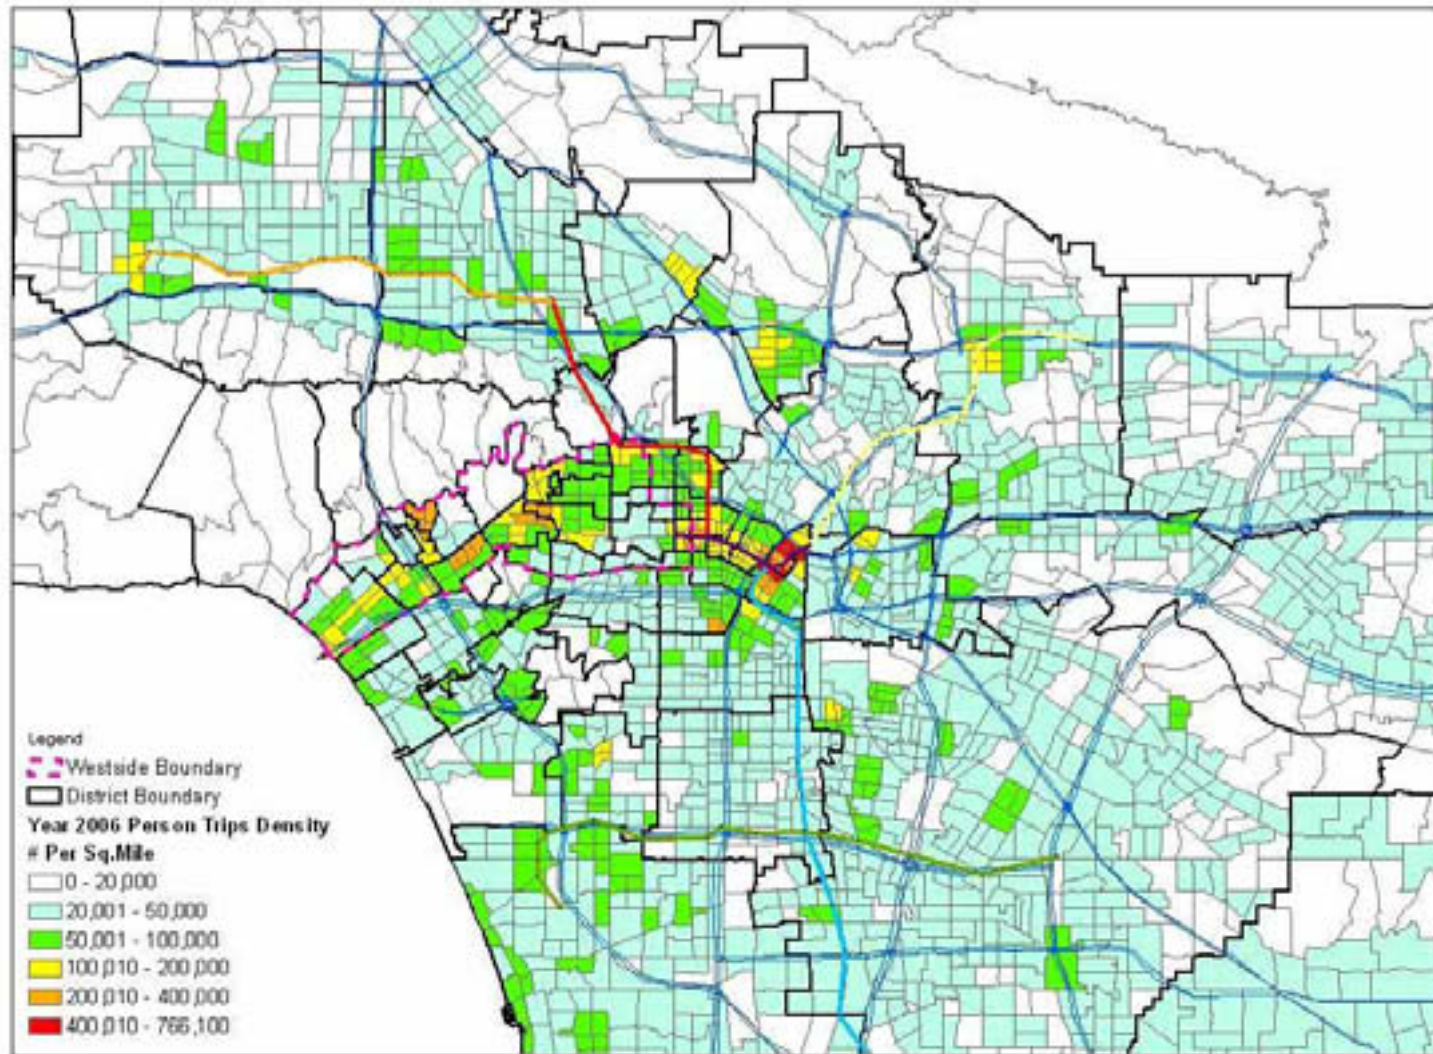 Legend
Westside Boundary
District Boundary
Year 2006 Person Trips Density
# Per Sq.Mile
0 - 20,000
20,001 - 50,000
50,001 - 100,000
100,010 - 200,000
200,010 - 400,000
400,010 - 766,100